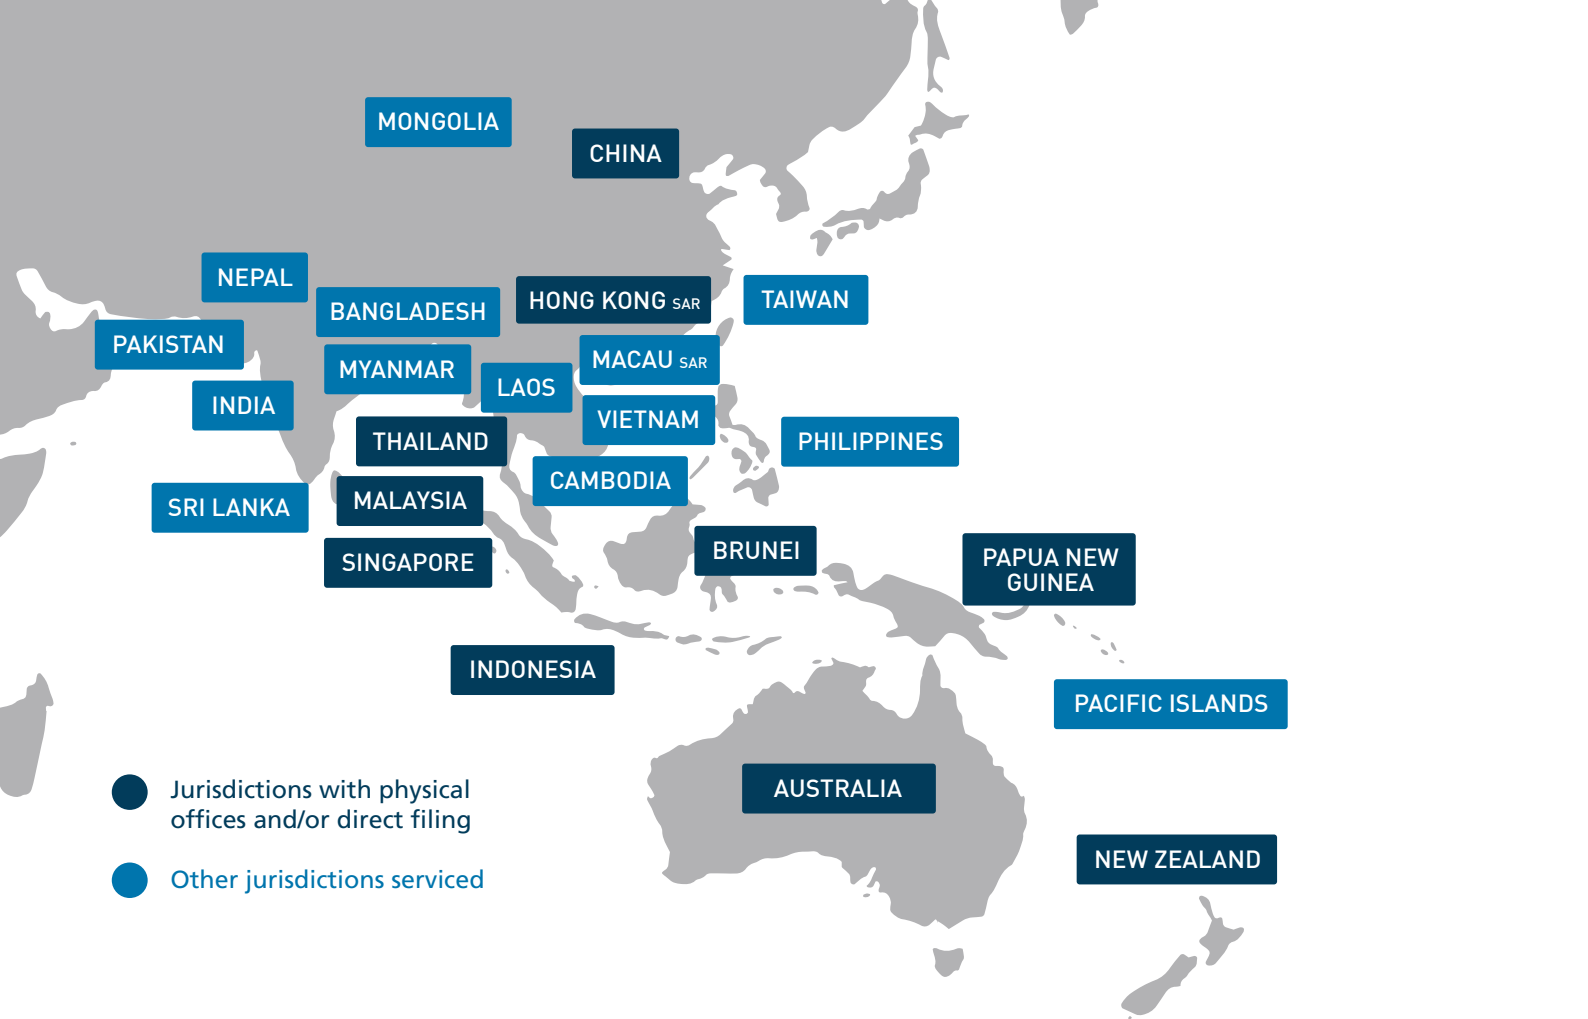 MONGOLIA
CHINA
NEPAL
BANGLADESH
HONG KONG SAR
TAIWAN
PAKISTAN
MYANMAR
LAOS
MACAU SAR
INDIA
VIETNAM
THAILAND
PHILIPPINES
CAMBODIA
SRI LANKA
MALAYSIA
SINGAPORE
BRUNEI
PAPUA NEW
GUINEA
INDONESIA
PACIFIC ISLANDS
AUSTRALIA
NEW ZEALAND
Jurisdictions with physical
offices and/or direct filing
Other jurisdictions serviced